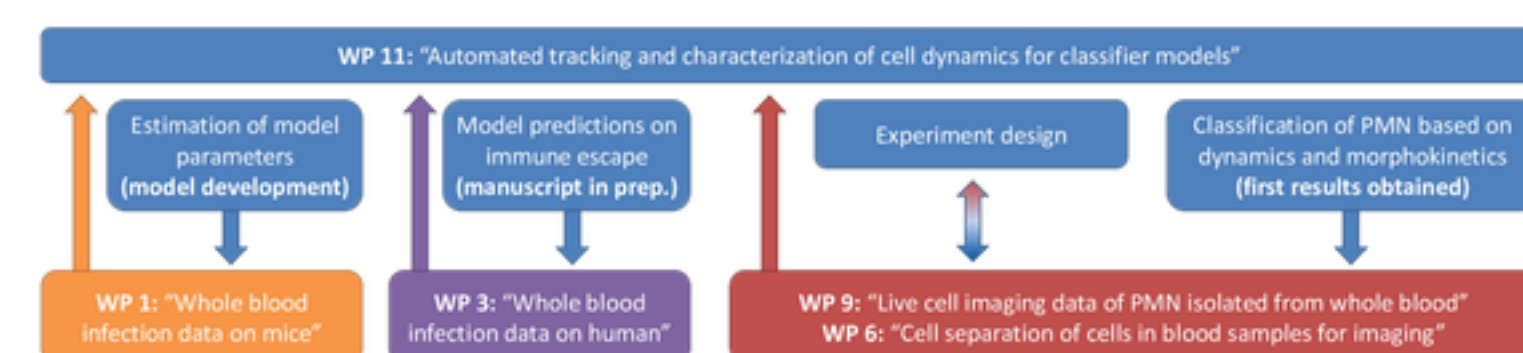 WP 11: “Automated tracking and characterization of cell dynamics for classifier models”
Estimation of model
parameters
(model development)
Model predictions on
immune escape
(manuscript in prep.)
Experiment design
Classification of PMN based on
dynamics and morphokinetics
(first results obtained)
WP 1: “Whole blood
infection data on mice”
WP 3: “Whole blood
infection data on human”
WP 9: “Live cell imaging data of PMN isolated from whole blood”
WP 6: “Cell separation of cells in blood samples for imaging”